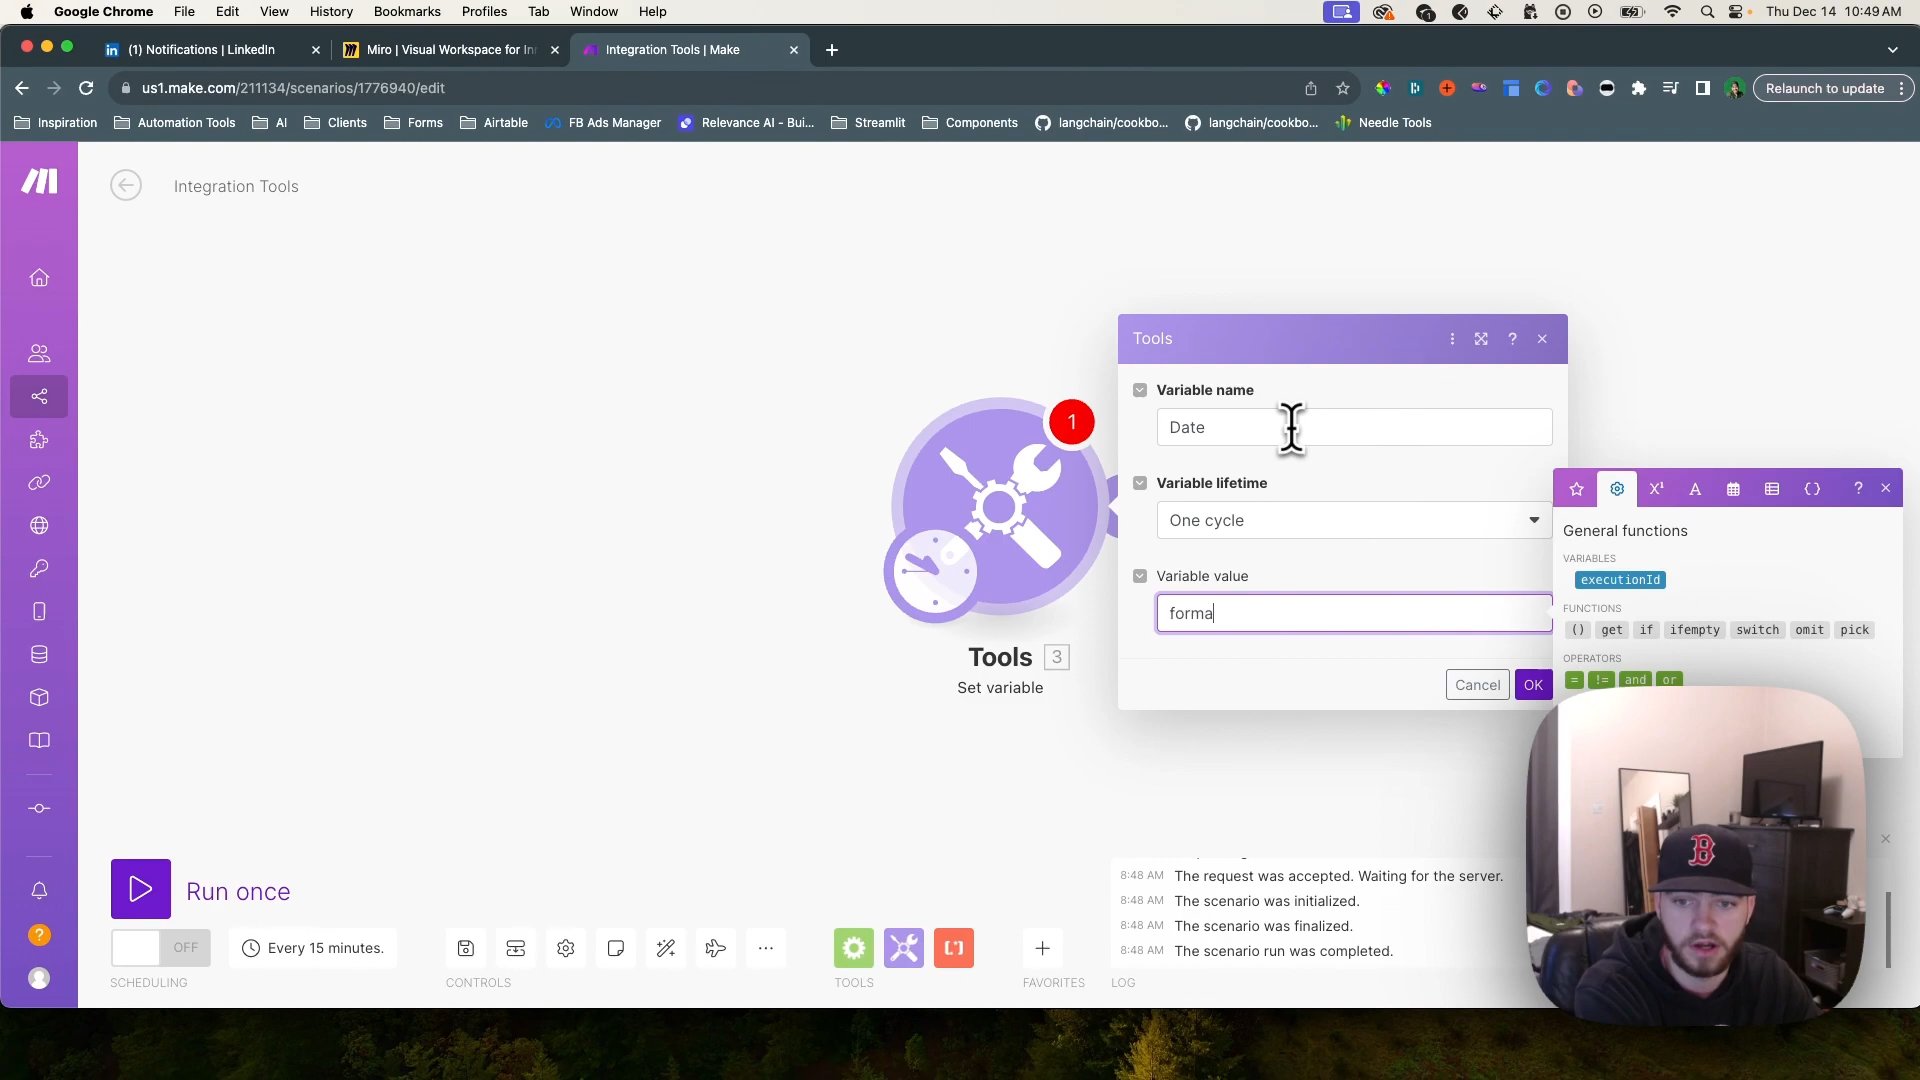 Google Chrome File Edit View History Bookmarks Profiles Tab Window Help Thu Dec 14 10:49 AM
(1) Notifications | LinkedIn
Miro | Visual Workspace for Inn
Integration Tools | Make
us1.make.com/211134/scenarios/1776940/edit
Relaunch to update
Inspiration Automation Tools AI Clients Forms Airtable FB Ads Manager Relevance AI - Bui... Streamlit Components langchain/cookbo... langchain/cookbo... Needle Tools
Integration Tools
Tools
?
Variable name
Date
Variable lifetime
One cycle
Variable value
forma
Cancel OK
1
Tools 3
Set variable
X¹ A { } ?
General functions
VARIABLES
executionId
FUNCTIONS
() get if ifempty switch omit pick
OPERATORS
= != and or
B
Run once
OFF
Every 15 minutes.
SCHEDULING
CONTROLS
TOOLS
FAVORITES
LOG
8:48 AM The request was accepted. Waiting for the server.
8:48 AM The scenario was initialized.
8:48 AM The scenario was finalized.
8:48 AM The scenario run was completed.
?